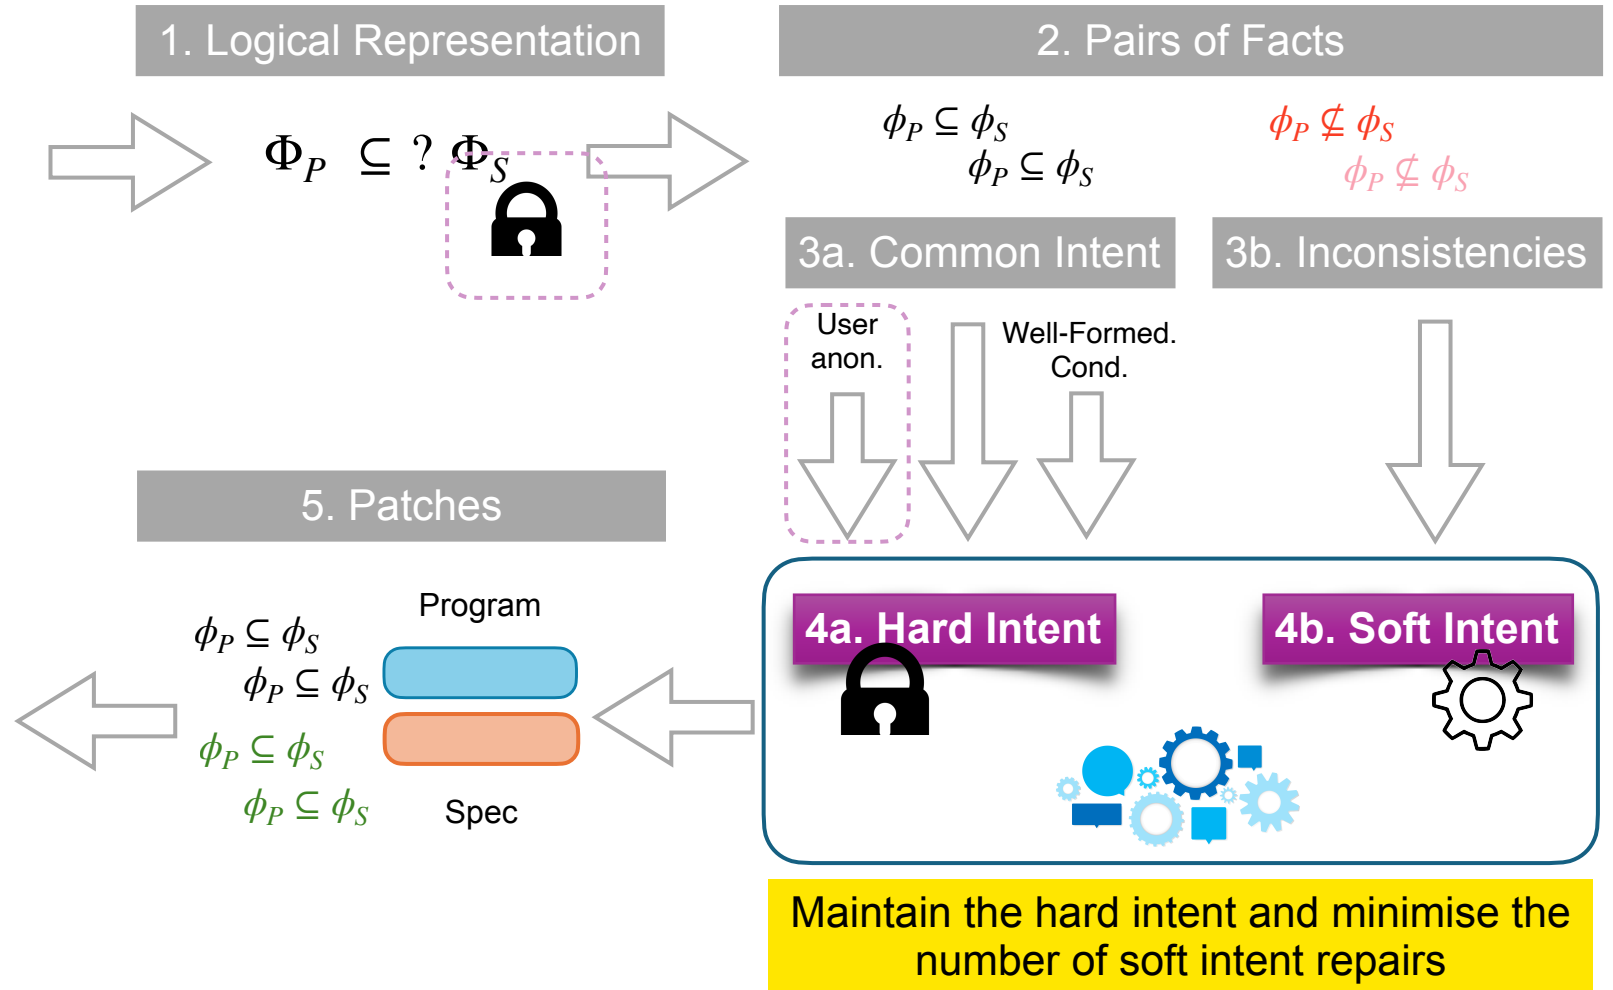 1. Logical Representation
Φ_P ⊆ ? Φ_S
2. Pairs of Facts
ϕ_P ⊆ ϕ_S
ϕ_P ⊆ ϕ_S
ϕ_P ⊈ ϕ_S
ϕ_P ⊈ ϕ_S
3a. Common Intent
3b. Inconsistencies
User
anon.
Well-Formed.
Cond.
4a. Hard Intent
4b. Soft Intent
Maintain the hard intent and minimise the
number of soft intent repairs
5. Patches
Program
ϕ_P ⊆ ϕ_S
ϕ_P ⊆ ϕ_S
ϕ_P ⊆ ϕ_S
ϕ_P ⊆ ϕ_S
Spec